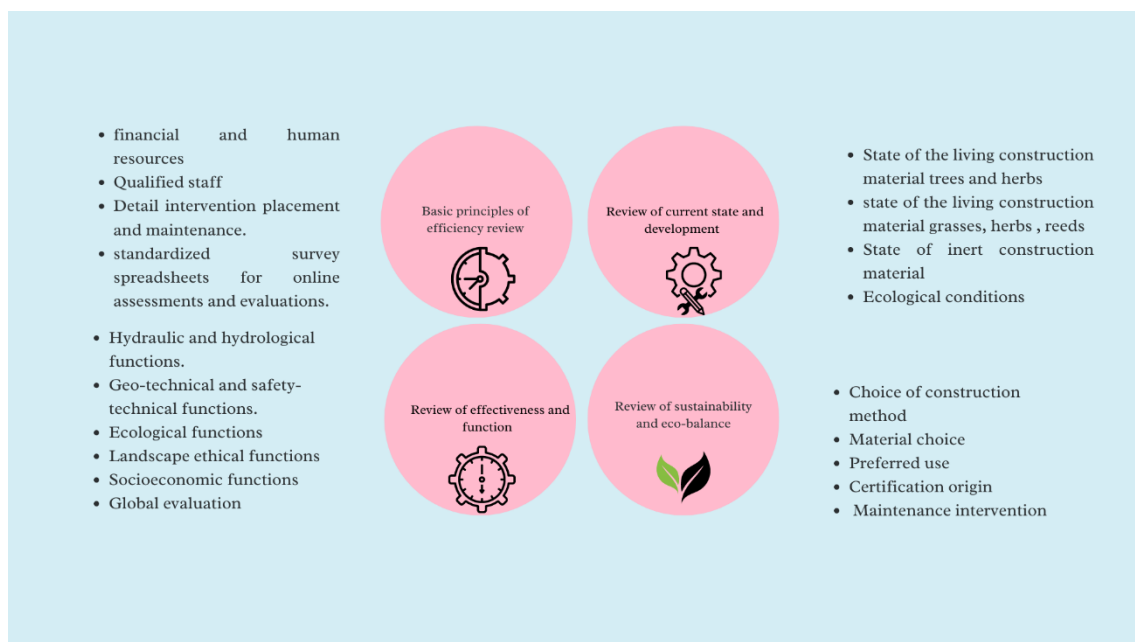 • financial and human
resources
• Qualified staff
• Detail intervention placement
and maintenance.
• standardized survey
spreadsheets for online
assessments and evaluations.
Basic principles of
efficiency review
Review of current state and
development
• State of the living construction
material trees and herbs
• state of the living construction
material grasses, herbs , reeds
• State of inert construction
material
• Ecological conditions
• Hydraulic and hydrological
functions.
• Geo-technical and safety-
technical functions.
• Ecological functions
• Landscape ethical functions
• Socioeconomic functions
• Global evaluation
Review of effectiveness and
function
Review of sustainability
and eco-balance
• Choice of construction
method
• Material choice
• Preferred use
• Certification origin
• Maintenance intervention